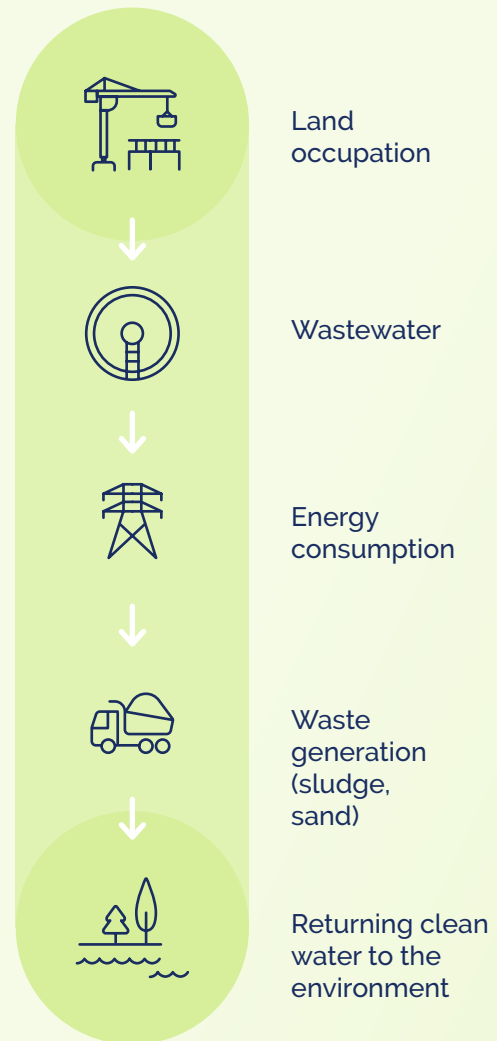 Land
occupation
Wastewater
Energy
consumption
Waste
generation
(sludge,
sand)
Returning clean
water to the
environment